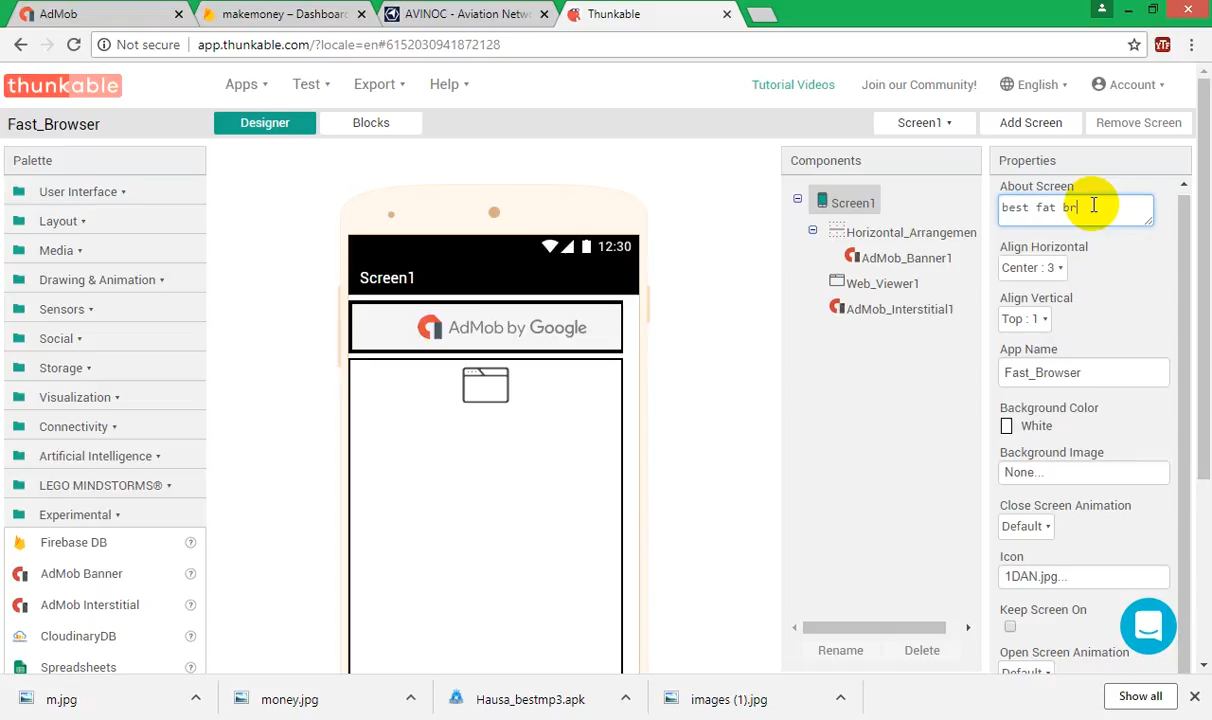 AdMob
makemoney – Dashboard
AVINOC - Aviation Netw
Thunkable
Not secure
app.thunkable.com/?locale=en#6152030941872128
YTF
thunkable
Apps
Test
Export
Help
Tutorial Videos
Join our Community!
English
Account
Fast_Browser
Designer
Blocks
Screen1
Add Screen
Remove Screen
Palette
User Interface
Layout
Media
Drawing & Animation
Sensors
Social
Storage
Visualization
Connectivity
Artificial Intelligence
LEGO MINDSTORMS®
Experimental
Firebase DB
AdMob Banner
AdMob Interstitial
CloudinaryDB
Spreadsheets
12:30
Screen1
AdMob by Google
Components
Screen1
Horizontal_Arrangemen
AdMob_Banner1
Web_Viewer1
AdMob_Interstitial1
Rename
Delete
Properties
About Screen
best fat br
Align Horizontal
Center : 3
Align Vertical
Top : 1
App Name
Fast_Browser
Background Color
White
Background Image
None...
Close Screen Animation
Default
Icon
1DAN.jpg...
Keep Screen On
Open Screen Animation
Default
m.jpg
money.jpg
Hausa_bestmp3.apk
images (1).jpg
Show all